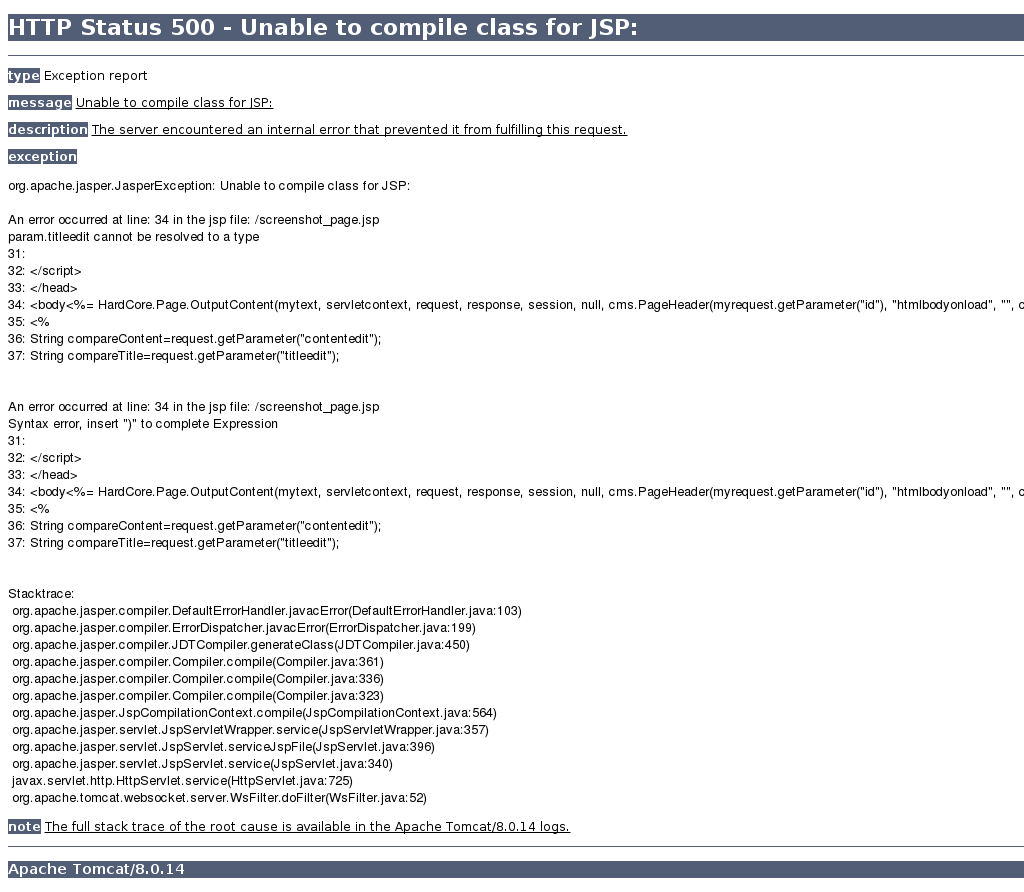 HTTP Status 500 - Unable to compile class for JSP:
type Exception report
message Unable to compile class for JSP:
description The server encountered an internal error that prevented it from fulfilling this request.
exception
org.apache.jasper.JasperException: Unable to compile class for JSP:
An error occurred at line: 34 in the jsp file: /screenshot_page.jsp
param.titleedit cannot be resolved to a type
31:
32: </script>
33: </head>
34: <body<%= HardCore.Page.OutputContent(mytext, servletcontext, request, response, session, null, cms.PageHeader(myrequest.getParameter("id"), "htmlbodyonload", "", c
35: <%
36: String compareContent=request.getParameter("contentedit");
37: String compareTitle=request.getParameter("titleedit");
An error occurred at line: 34 in the jsp file: /screenshot_page.jsp
Syntax error, insert ")" to complete Expression
31:
32: </script>
33: </head>
34: <body<%= HardCore.Page.OutputContent(mytext, servletcontext, request, response, session, null, cms.PageHeader(myrequest.getParameter("id"), "htmlbodyonload", "", c
35: <%
36: String compareContent=request.getParameter("contentedit");
37: String compareTitle=request.getParameter("titleedit");
Stacktrace:
org.apache.jasper.compiler.DefaultErrorHandler.javacError(DefaultErrorHandler.java:103)
org.apache.jasper.compiler.ErrorDispatcher.javacError(ErrorDispatcher.java:199)
org.apache.jasper.compiler.JDTCompiler.generateClass(JDTCompiler.java:450)
org.apache.jasper.compiler.Compiler.compile(Compiler.java:361)
org.apache.jasper.compiler.Compiler.compile(Compiler.java:336)
org.apache.jasper.compiler.Compiler.compile(Compiler.java:323)
org.apache.jasper.JspCompilationContext.compile(JspCompilationContext.java:564)
org.apache.jasper.servlet.JspServletWrapper.service(JspServletWrapper.java:357)
org.apache.jasper.servlet.JspServlet.serviceJspFile(JspServlet.java:396)
org.apache.jasper.servlet.JspServlet.service(JspServlet.java:340)
javax.servlet.http.HttpServlet.service(HttpServlet.java:725)
org.apache.tomcat.websocket.server.WsFilter.doFilter(WsFilter.java:52)
note The full stack trace of the root cause is available in the Apache Tomcat/8.0.14 logs.
Apache Tomcat/8.0.14